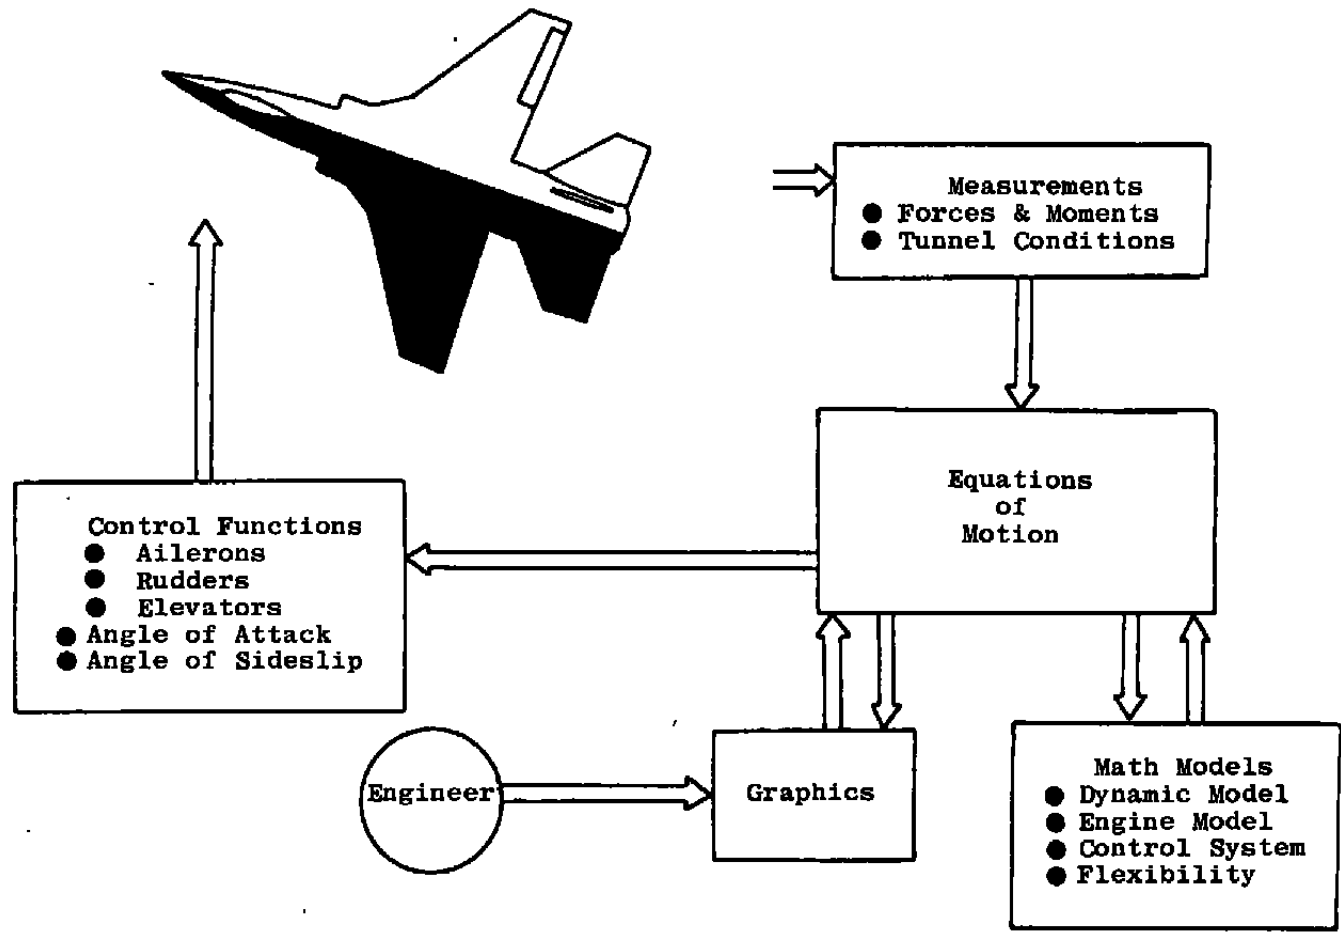 Measurements
● Forces & Moments
● Tunnel Conditions
Equations
of
Motion
Control Functions
● Ailerons
● Rudders
● Elevators
● Angle of Attack
● Angle of Sideslip
Engineer
Graphics
Math Models
● Dynamic Model
● Engine Model
● Control System
● Flexibility